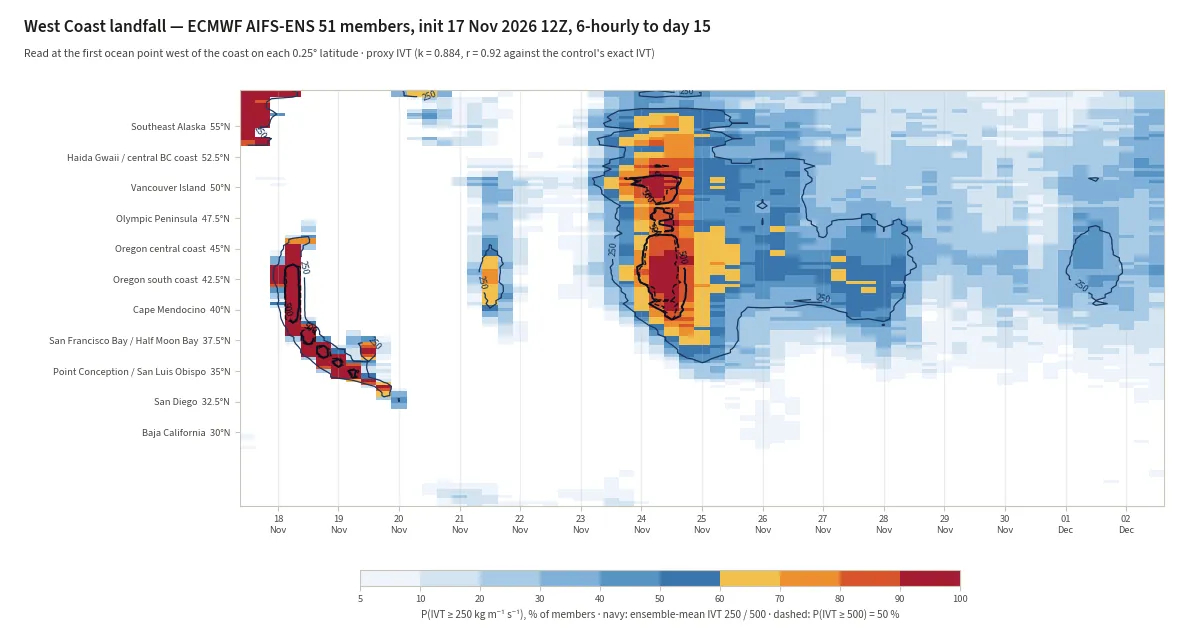 West Coast landfall — ECMWF AIFS-ENS 51 members, init 17 Nov 2026 12Z, 6-hourly to day 15
Read at the first ocean point west of the coast on each 0.25° latitude · proxy IVT (k = 0.884, r = 0.92 against the control's exact IVT)
250
250
250
Southeast Alaska 55°N
250
Haida Gwaii / central BC coast 52.5°N
Vancouver Island 50°N
500
Olympic Peninsula 47.5°N
Oregon central coast 45°N
250
250
500
Oregon south coast 42.5°N
250
250
Cape Mendocino 40°N
250
San Francisco Bay / Half Moon Bay 37.5°N
Point Conception / San Luis Obispo 35°N
San Diego 32.5°N
Baja California 30°N
18 19 20 21 22 23 24 25 26 27 28 29 30 01 02
Nov Nov Nov Nov Nov Nov Nov Nov Nov Nov Nov Nov Nov Dec Dec
5 10 20 30 40 50 60 70 80 90 100
P(IVT ≥ 250 kg m⁻¹ s⁻¹), % of members · navy: ensemble-mean IVT 250 / 500 · dashed: P(IVT ≥ 500) = 50 %